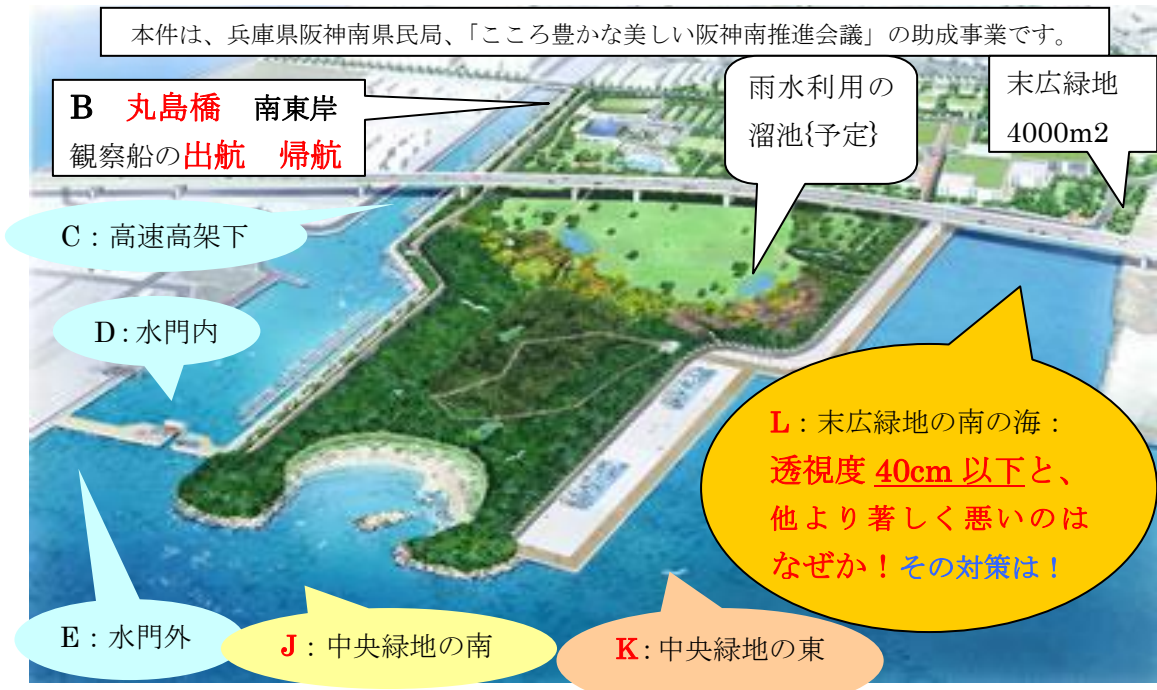 本件は、兵庫県阪神南県民局、「こころ豊かな美しい阪神南推進会議」の助成事業です。
B 丸島橋 南東岸
観察船の出航 帰航
雨水利用の
溜池{予定}
末広緑地
4000m2
C：高速高架下
D：水門内
L：末広緑地の南の海：
透視度 40cm 以下と、
他より著しく悪いのは
なぜか！その対策は！
E：水門外
J：中央緑地の南
K：中央緑地の東